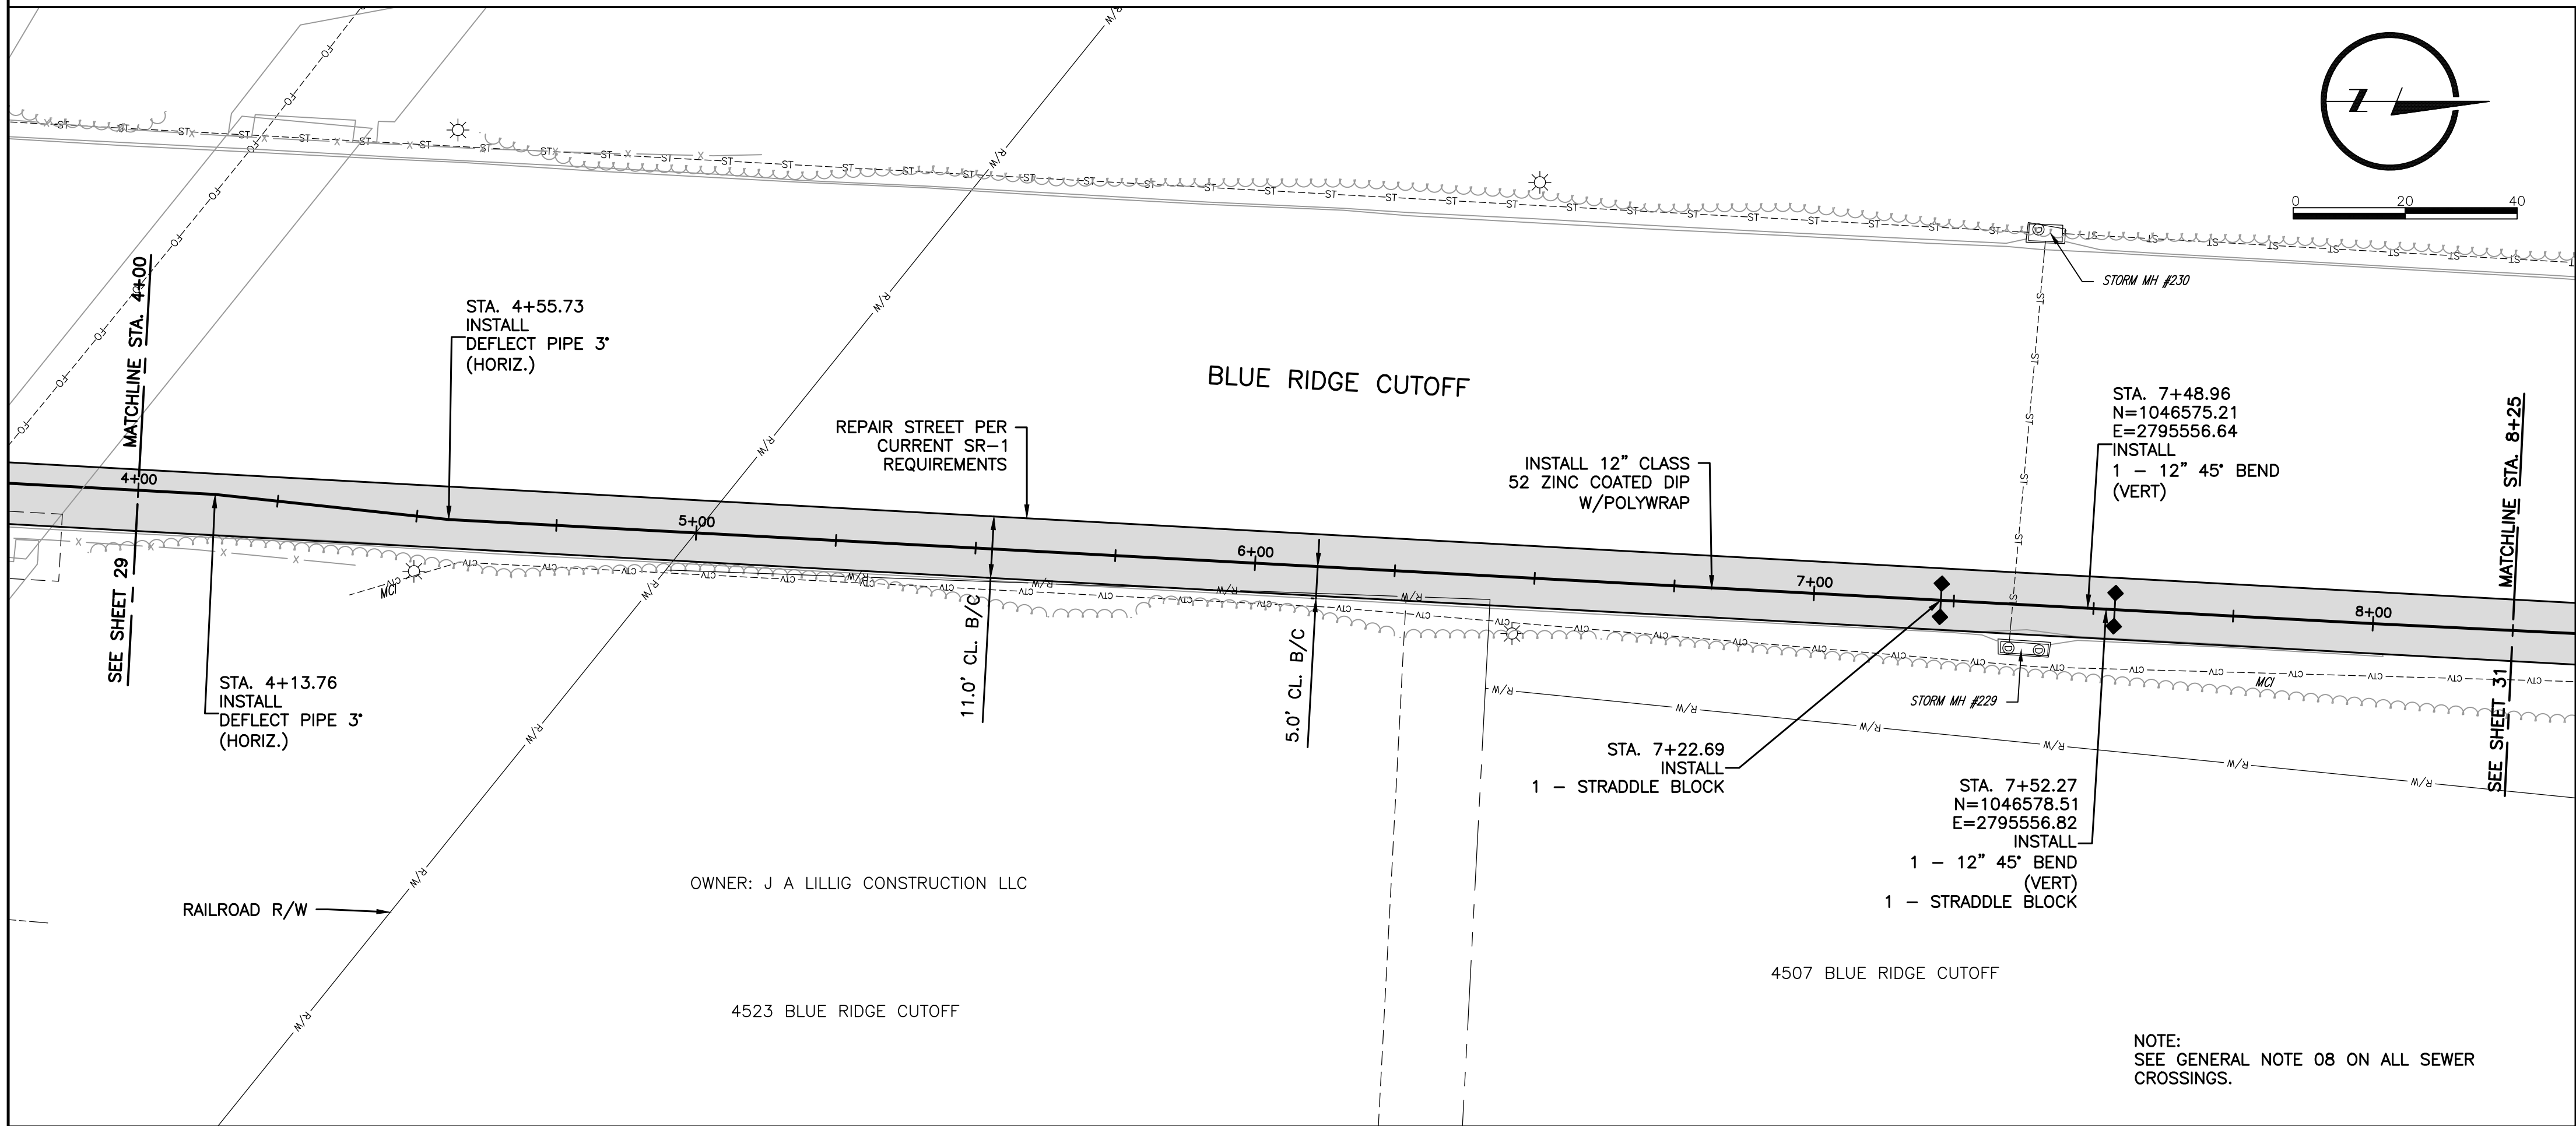 Z
0 20 40
STORM MH #230
MATCHLINE STA. 4+00
SEE SHEET 29
STA. 4+55.73
INSTALL
DEFLECT PIPE 3°
(HORIZ.)
BLUE RIDGE CUTOFF
REPAIR STREET PER
CURRENT SR-1
REQUIREMENTS
INSTALL 12" CLASS
52 ZINC COATED DIP
W/POLYWRAP
STA. 7+48.96
N=1046575.21
E=2795556.64
INSTALL
1 - 12" 45° BEND
(VERT)
MATCHLINE STA. 8+25
SEE SHEET 31
4+00
5+00
6+00
7+00
8+00
MCI
11.0' CL. B/C
5.0' CL. B/C
STA. 4+13.76
INSTALL
DEFLECT PIPE 3°
(HORIZ.)
MCI
STORM MH #229
STA. 7+22.69
INSTALL
1 - STRADDLE BLOCK
STA. 7+52.27
N=1046578.51
E=2795556.82
INSTALL
1 - 12" 45° BEND
(VERT)
1 - STRADDLE BLOCK
OWNER: J A LILLIG CONSTRUCTION LLC
RAILROAD R/W
4523 BLUE RIDGE CUTOFF
4507 BLUE RIDGE CUTOFF
NOTE:
SEE GENERAL NOTE 08 ON ALL SEWER
CROSSINGS.
FO
ST
X
R/W
CTV
D